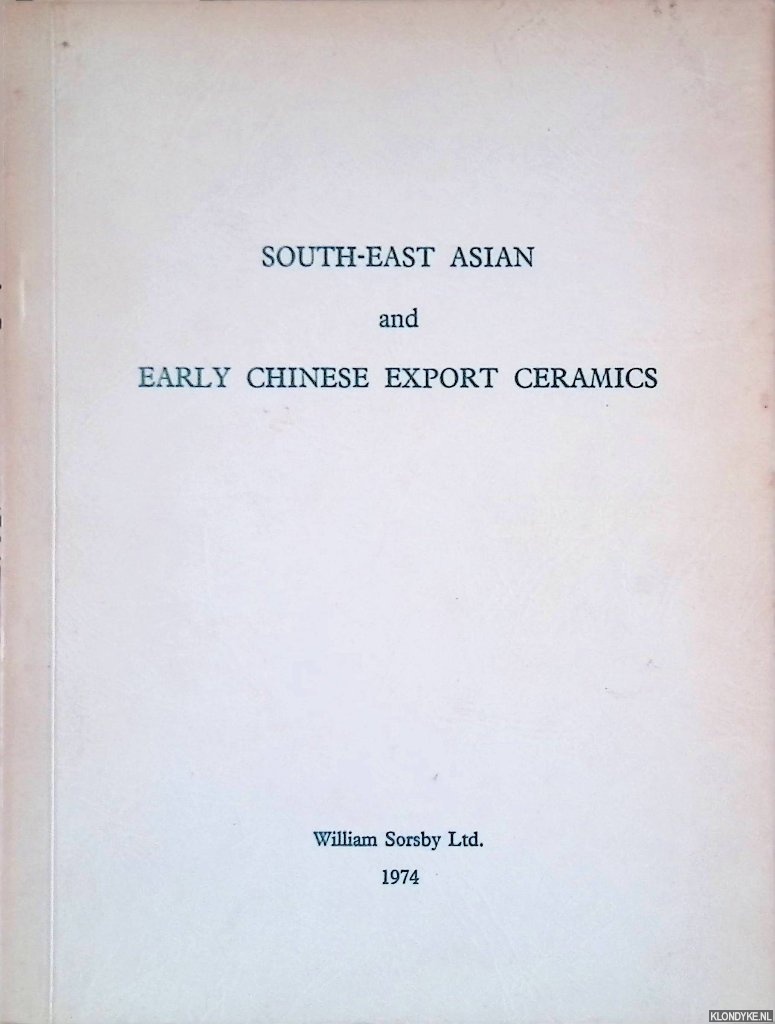 SOUTH-EAST ASIAN
and
EARLY CHINESE EXPORT CERAMICS
William Sorsby Ltd.
1974
KLONDYKE.NL